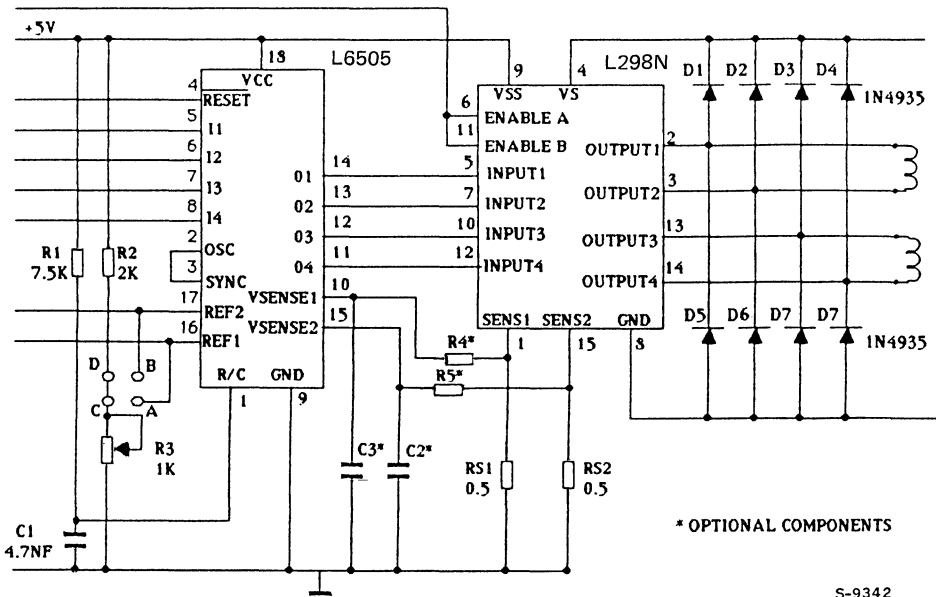 +5V
18
L6505
VCC
4
RESET
5
I1
6
I2
7
I3
8
I4
2
OSC
3
SYNC
17
REF2
16
REF1
R/C
GND
1
9
14
01
13
02
12
03
11
04
10
VSENSE1
15
VSENSE2
R1
7.5K
R2
2K
D
B
C
A
R3
1K
C1
4.7NF
C3*
C2*
R4*
R5*
L298N
9
4
VSS
VS
6
ENABLE A
11
ENABLE B
5
INPUT1
7
INPUT2
10
INPUT3
12
INPUT4
OUTPUT1
2
OUTPUT2
3
OUTPUT3
13
OUTPUT4
14
SENS1
SENS2
GND
1
15
8
RS1
0.5
RS2
0.5
D1
D2
D3
D4
1N4935
D5
D6
D7
D7
1N4935
* OPTIONAL COMPONENTS
S-9342